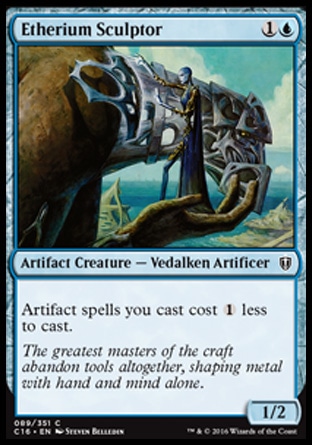 Etherium Sculptor 1
Artifact Creature — Vedalken Artificer
Artifact spells you cast cost 1 less
to cast.
The greatest masters of the craft
abandon tools altogether, shaping metal
with hand and mind alone.
1/2
089/351 C
C16 • EN Steven Belledin
™ & © 2016 Wizards of the Coast